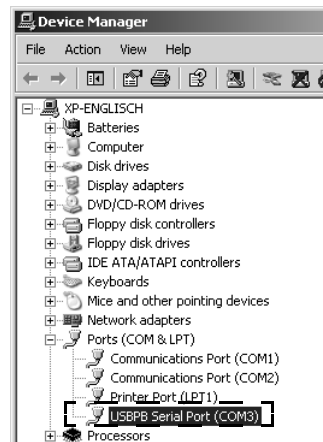 Device Manager
File Action View Help
XP-ENGLISCH
Batteries
Computer
Disk drives
Display adapters
DVD/CD-ROM drives
Floppy disk controllers
Floppy disk drives
IDE ATA/ATAPI controllers
Keyboards
Mice and other pointing devices
Network adapters
Ports (COM & LPT)
Communications Port (COM1)
Communications Port (COM2)
Printer Port (LPT1)
USBPB Serial Port (COM3)
Processors